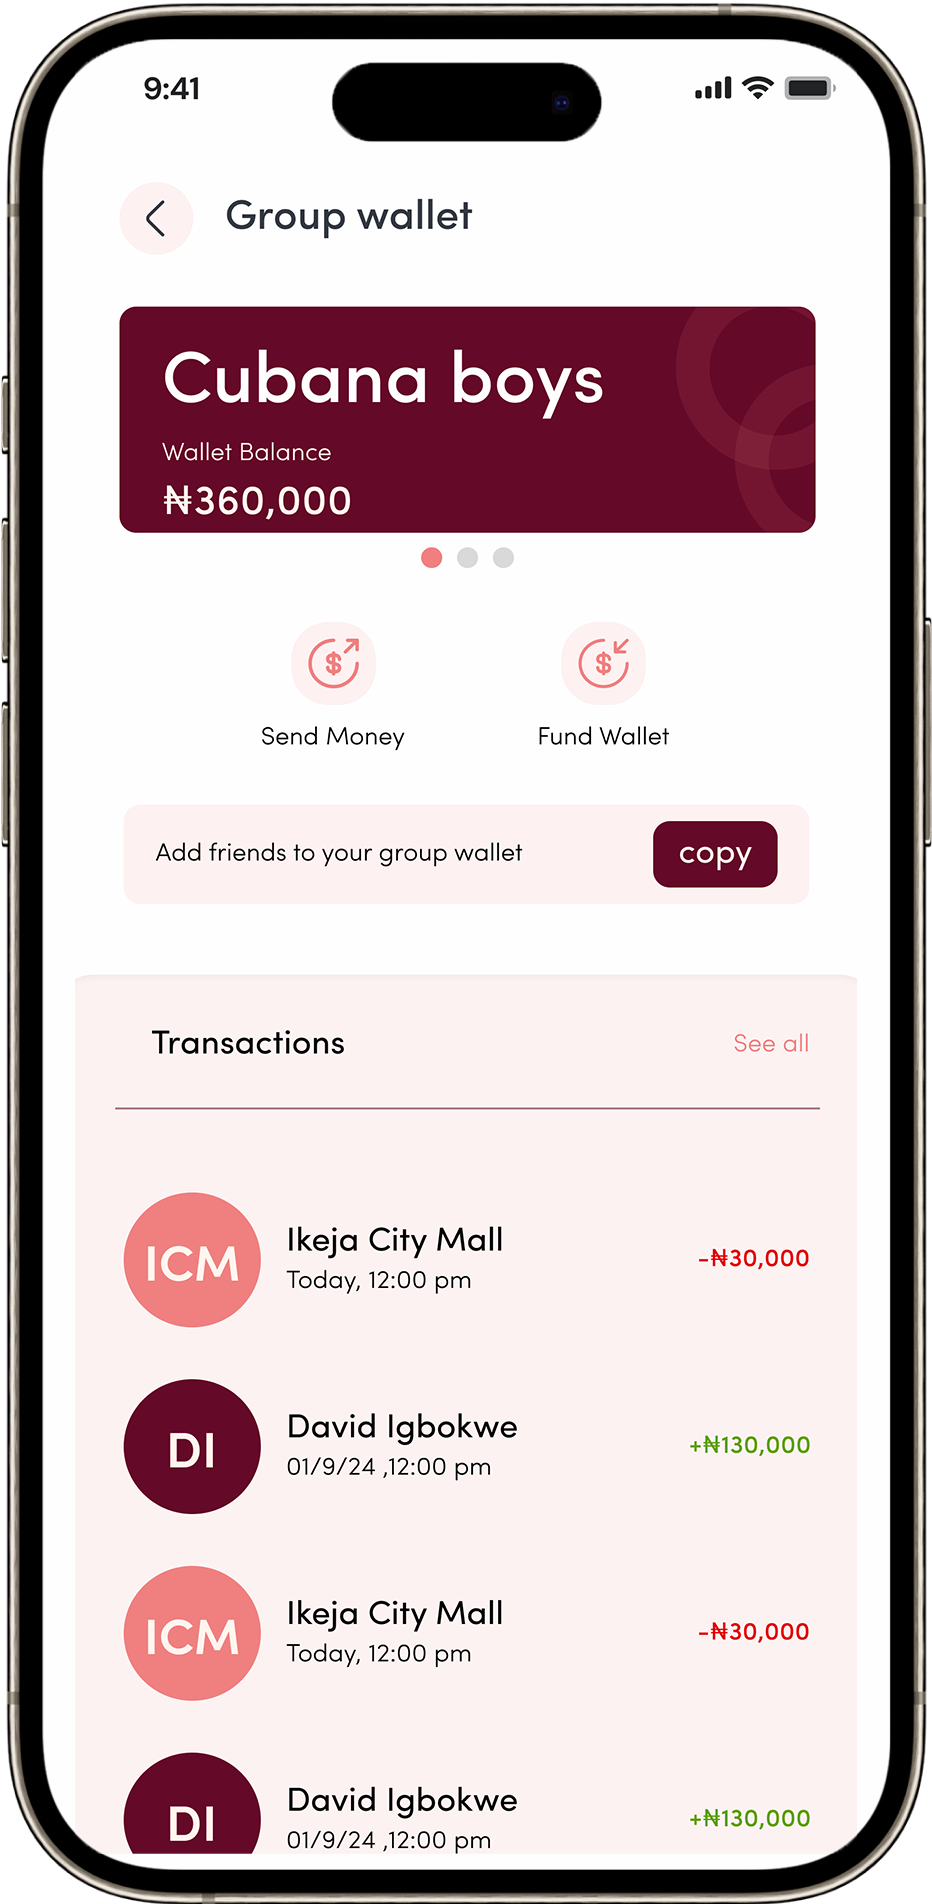 9:41
Group wallet
Cubana boys
Wallet Balance
₦360,000
$ $
Send Money Fund Wallet
Add friends to your group wallet copy
Transactions See all
ICM
Ikeja City Mall
Today, 12:00 pm
-₦30,000
DI
David Igbokwe
01/9/24 ,12:00 pm
+₦130,000
ICM
Ikeja City Mall
Today, 12:00 pm
-₦30,000
DI
David Igbokwe
01/9/24 ,12:00 pm
+₦130,000